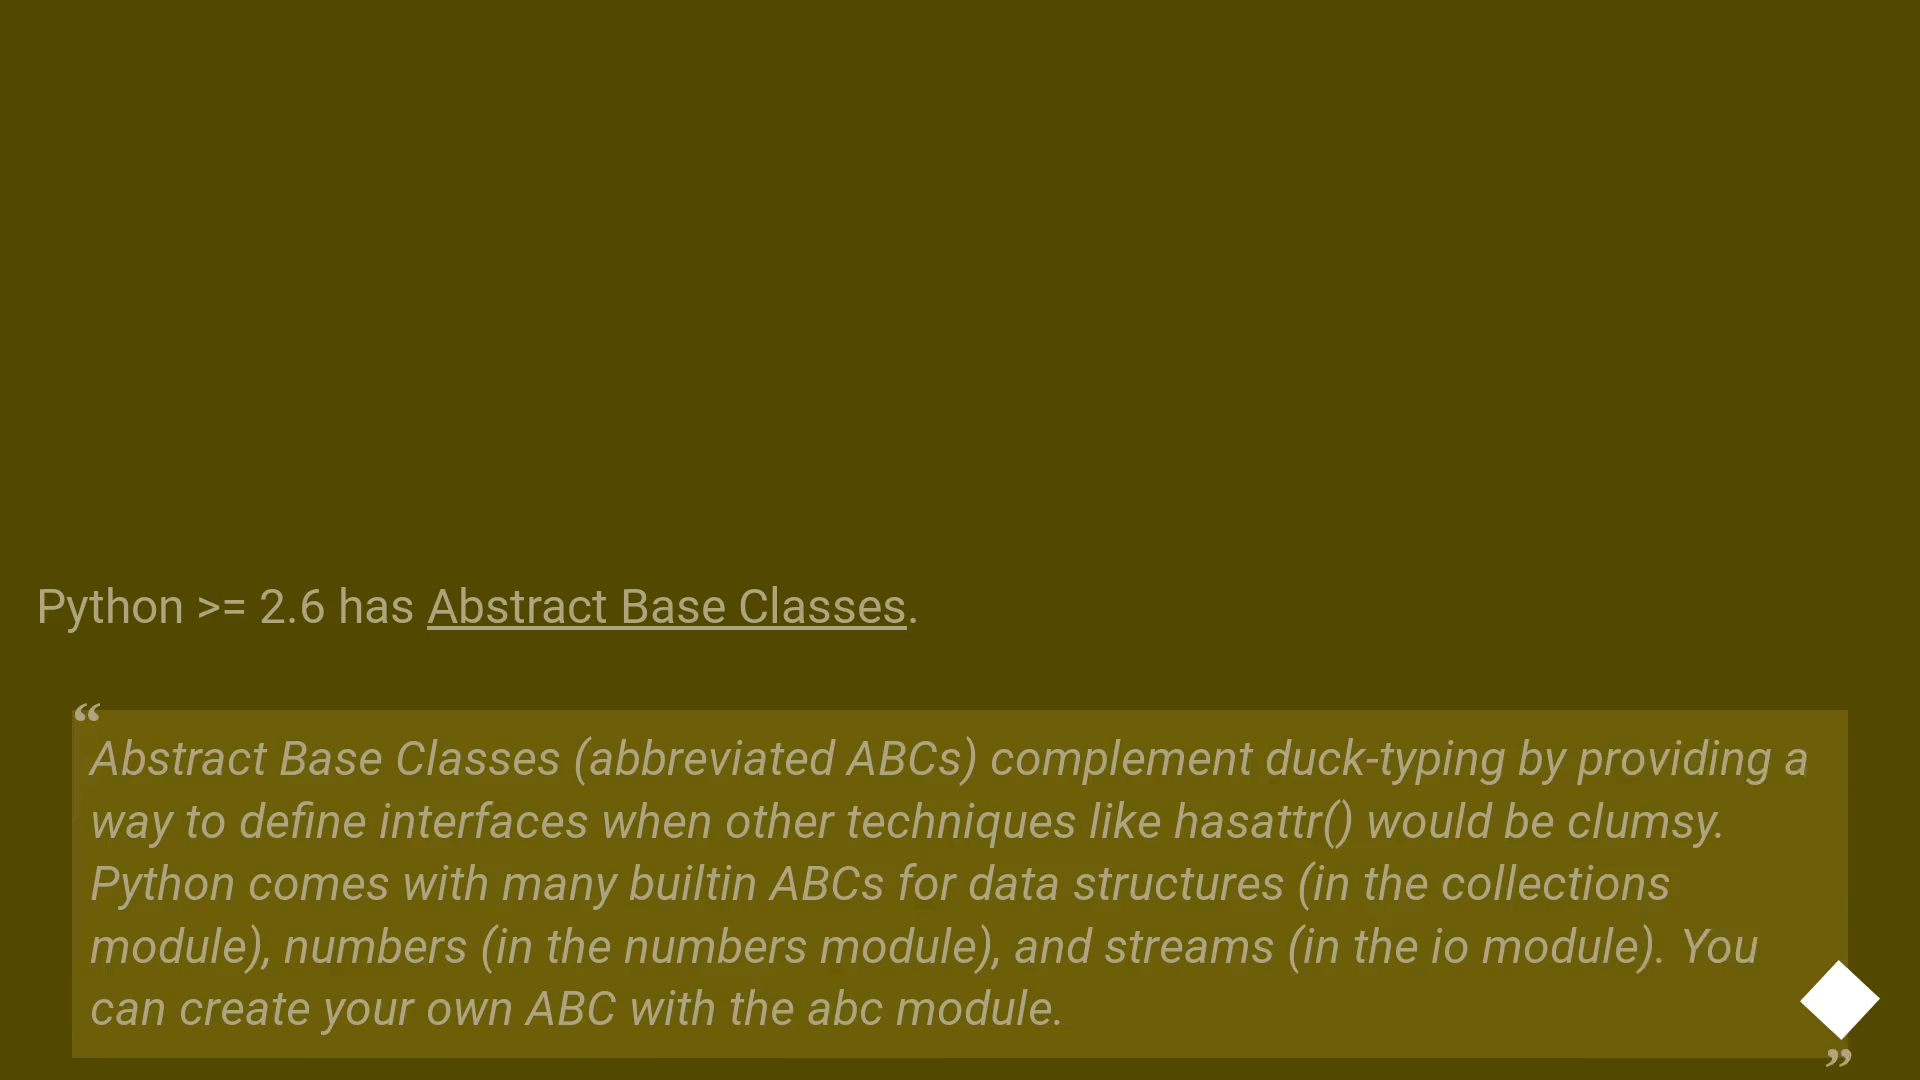 Python >= 2.6 has Abstract Base Classes.
“
Abstract Base Classes (abbreviated ABCs) complement duck-typing by providing a
way to define interfaces when other techniques like hasattr() would be clumsy.
Python comes with many builtin ABCs for data structures (in the collections
module), numbers (in the numbers module), and streams (in the io module). You
can create your own ABC with the abc module.
”